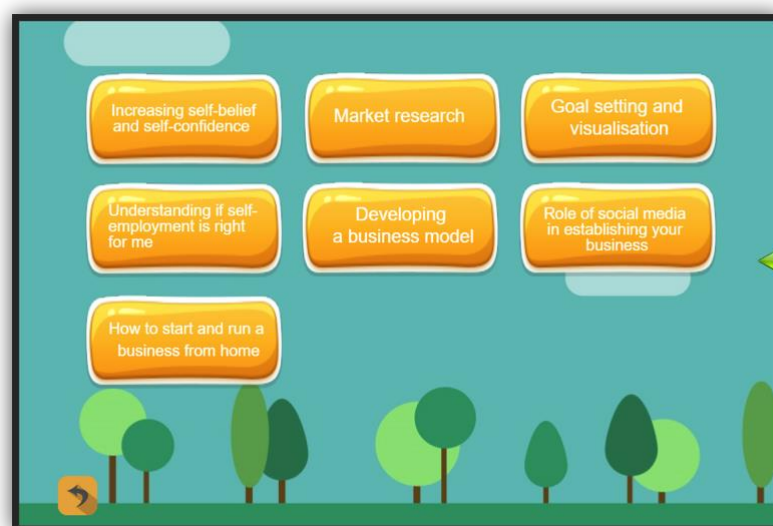 Increasing self-belief
and self-confidence
Market research
Goal setting and
visualisation
Understanding if self-
employment is right
for me
Developing
a business model
Role of social media
in establishing your
business
How to start and run a
business from home